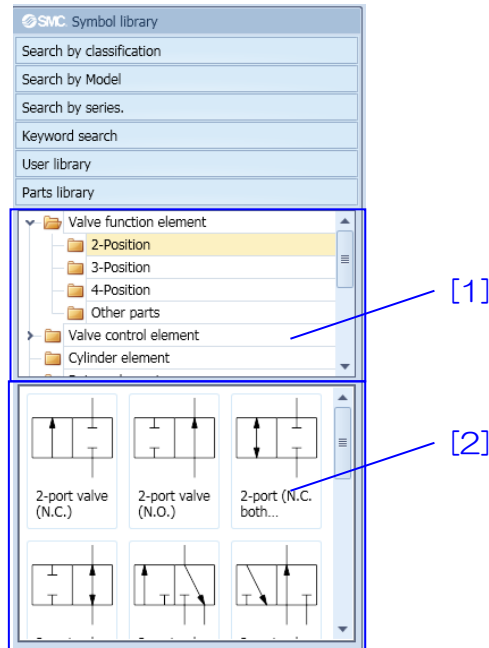 SMC Symbol library
Search by classification
Search by Model
Search by series.
Keyword search
User library
Parts library
Valve function element
2-Position
3-Position
4-Position
Other parts
Valve control element
Cylinder element
[1]
[2]
2-port valve
(N.C.)
2-port valve
(N.O.)
2-port (N.C.
both...